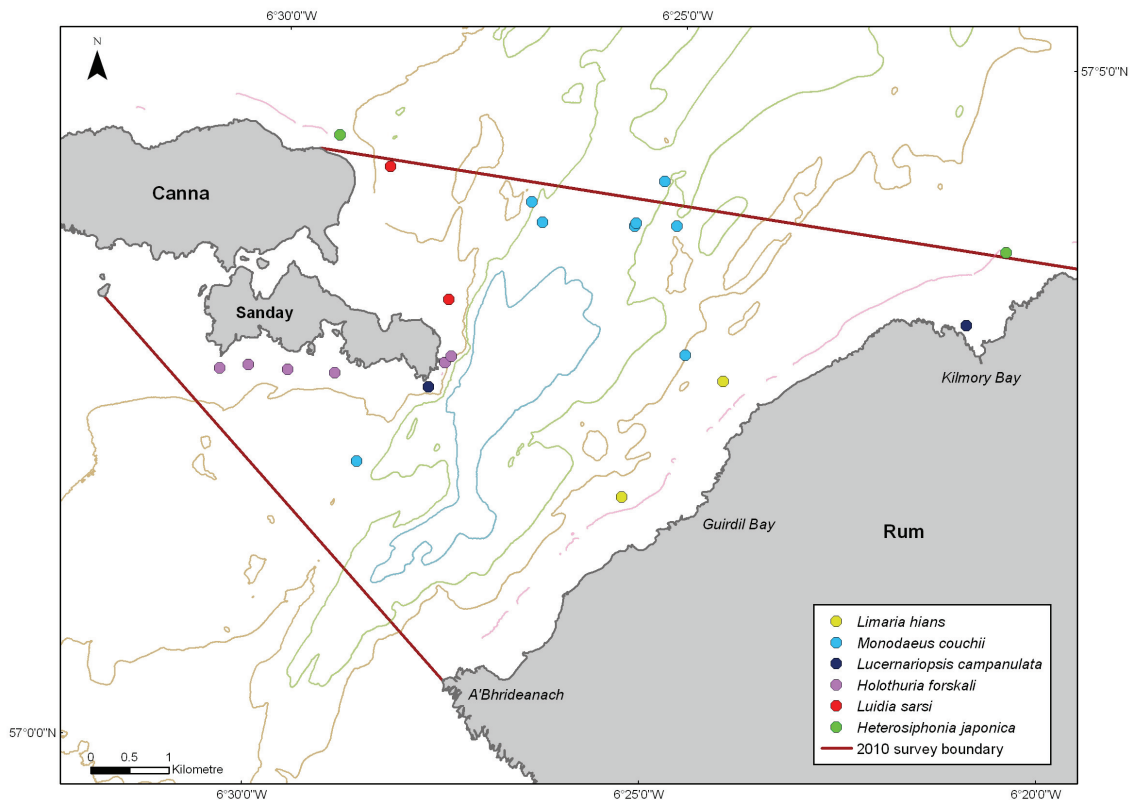 6°30'0"W 6°25'0"W
N
57°5'0"N
Canna
Sanday
Kilmory Bay
Guirdil Bay
Rum
Limaria hians
Monodaeus couchii
Lucernariopsis campanulata
Holothuria forskali
Luidia sarsi
Heterosiphonia japonica
2010 survey boundary
A'Bhrideanach
57°0'0"N
0 0.5 1
Kilometre
6°30'0"W 6°25'0"W 6°20'0"W